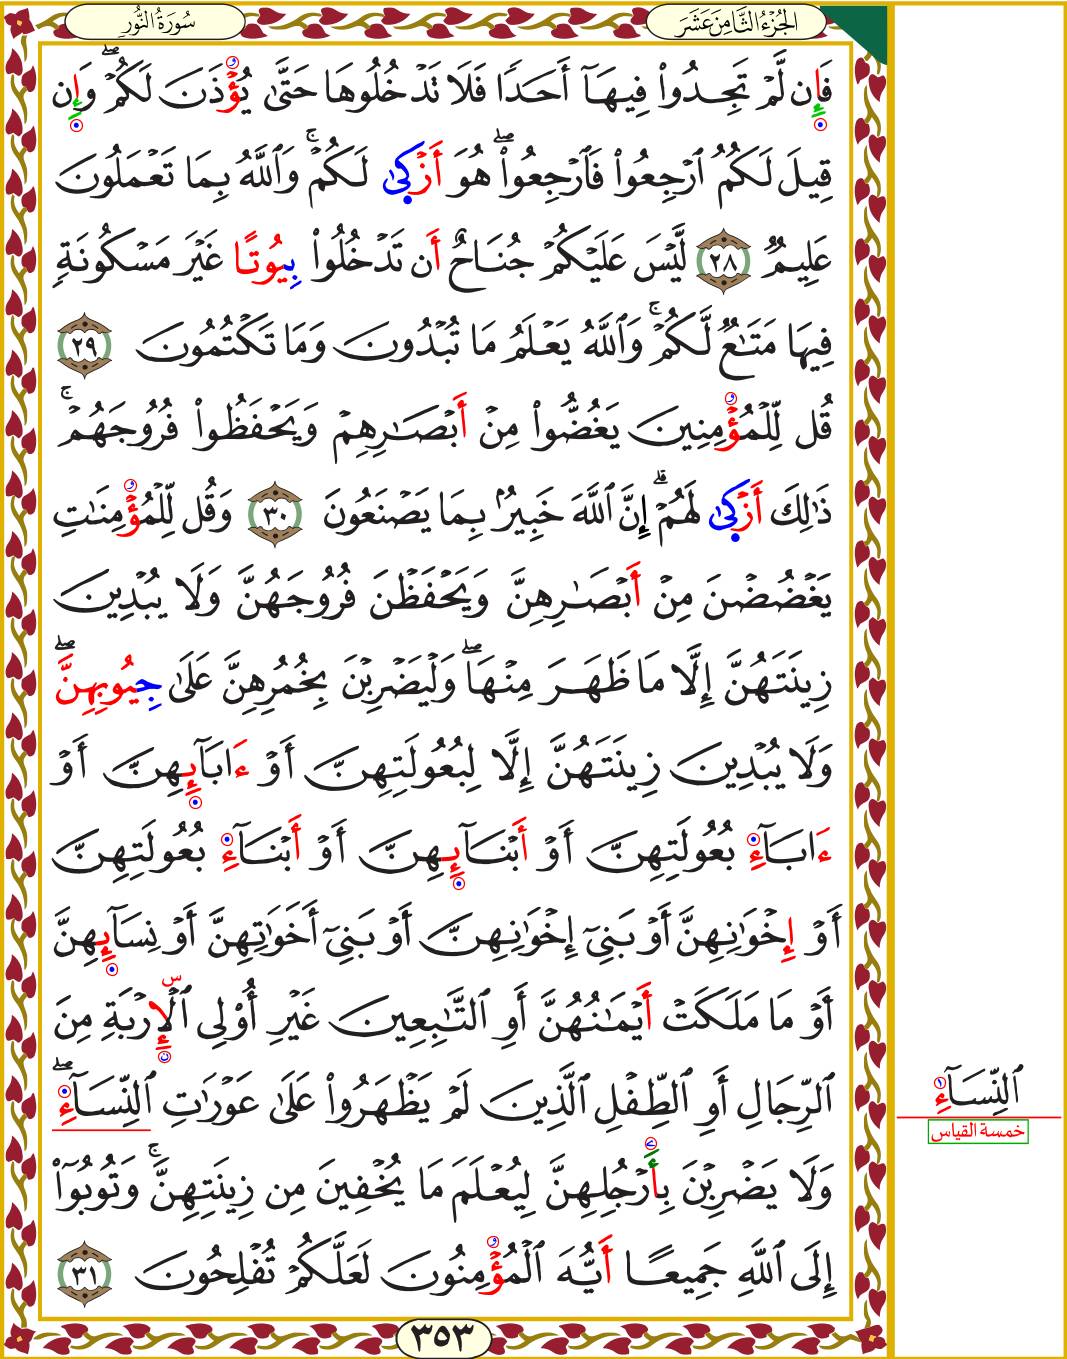 الجُزْءُ الثَّامِنَ عَشَرَ
سُورَةُ النُّورِ
فَإِن لَّمْ تَجِدُوا۟ فِيهَآ أَحَدًا فَلَا تَدْخُلُوهَا حَتَّىٰ يُؤْذَنَ لَكُمْ ۖ وَإِن
قِيلَ لَكُمُ ٱرْجِعُوا۟ فَٱرْجِعُوا۟ ۖ هُوَ أَزْكَىٰ لَكُمْ ۚ وَٱللَّهُ بِمَا تَعْمَلُونَ
عَلِيمٌ ٢٨ لَّيْسَ عَلَيْكُمْ جُنَاحٌ أَن تَدْخُلُوا۟ بِيُوتًا غَيْرَ مَسْكُونَةٍ
فِيهَا مَتَـٰعٌ لَّكُمْ ۚ وَٱللَّهُ يَعْلَمُ مَا تُبْدُونَ وَمَا تَكْتُمُونَ ٢٩
قُل لِّلْمُؤْمِنِينَ يَغُضُّوا۟ مِنْ أَبْصَـٰرِهِمْ وَيَحْفَظُوا۟ فُرُوجَهُمْ ۚ
ذَٰلِكَ أَزْكَىٰ لَهُمْ ۗ إِنَّ ٱللَّهَ خَبِيرٌۢ بِمَا يَصْنَعُونَ ٣٠ وَقُل لِّلْمُؤْمِنَـٰتِ
يَغْضُضْنَ مِنْ أَبْصَـٰرِهِنَّ وَيَحْفَظْنَ فُرُوجَهُنَّ وَلَا يُبْدِينَ
زِينَتَهُنَّ إِلَّا مَا ظَهَرَ مِنْهَا ۖ وَلْيَضْرِبْنَ بِخُمُرِهِنَّ عَلَىٰ جِيُوبِهِنَّ ۖ
وَلَا يُبْدِينَ زِينَتَهُنَّ إِلَّا لِبُعُولَتِهِنَّ أَوْ ءَابَآئِهِنَّ أَوْ
ءَابَآءِ بُعُولَتِهِنَّ أَوْ أَبْنَآئِهِنَّ أَوْ أَبْنَآءِ بُعُولَتِهِنَّ
أَوْ إِخْوَٰنِهِنَّ أَوْ بَنِىٓ إِخْوَٰنِهِنَّ أَوْ بَنِىٓ أَخَوَٰتِهِنَّ أَوْ نِسَآئِهِنَّ
أَوْ مَا مَلَكَتْ أَيْمَـٰنُهُنَّ أَوِ ٱلتَّـٰبِعِينَ غَيْرِ أُو۟لِى ٱلْإِرْبَةِ مِنَ
ٱلرِّجَالِ أَوِ ٱلطِّفْلِ ٱلَّذِينَ لَمْ يَظْهَرُوا۟ عَلَىٰ عَوْرَٰتِ ٱلنِّسَآءِ ۖ
وَلَا يَضْرِبْنَ بِأَرْجُلِهِنَّ لِيُعْلَمَ مَا يُخْفِينَ مِن زِينَتِهِنَّ ۚ وَتُوبُوٓا۟
إِلَى ٱللَّهِ جَمِيعًا أَيُّهَ ٱلْمُؤْمِنُونَ لَعَلَّكُمْ تُفْلِحُونَ ٣١
٣٥٣
ٱلنِّسَآءِ
خمسة القياس